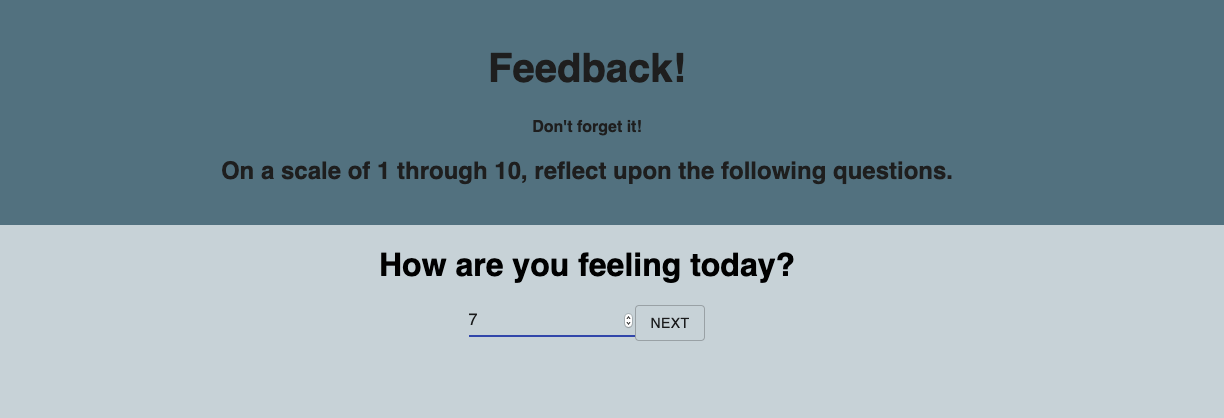 Feedback!
Don't forget it!
On a scale of 1 through 10, reflect upon the following questions.
How are you feeling today?
7
NEXT